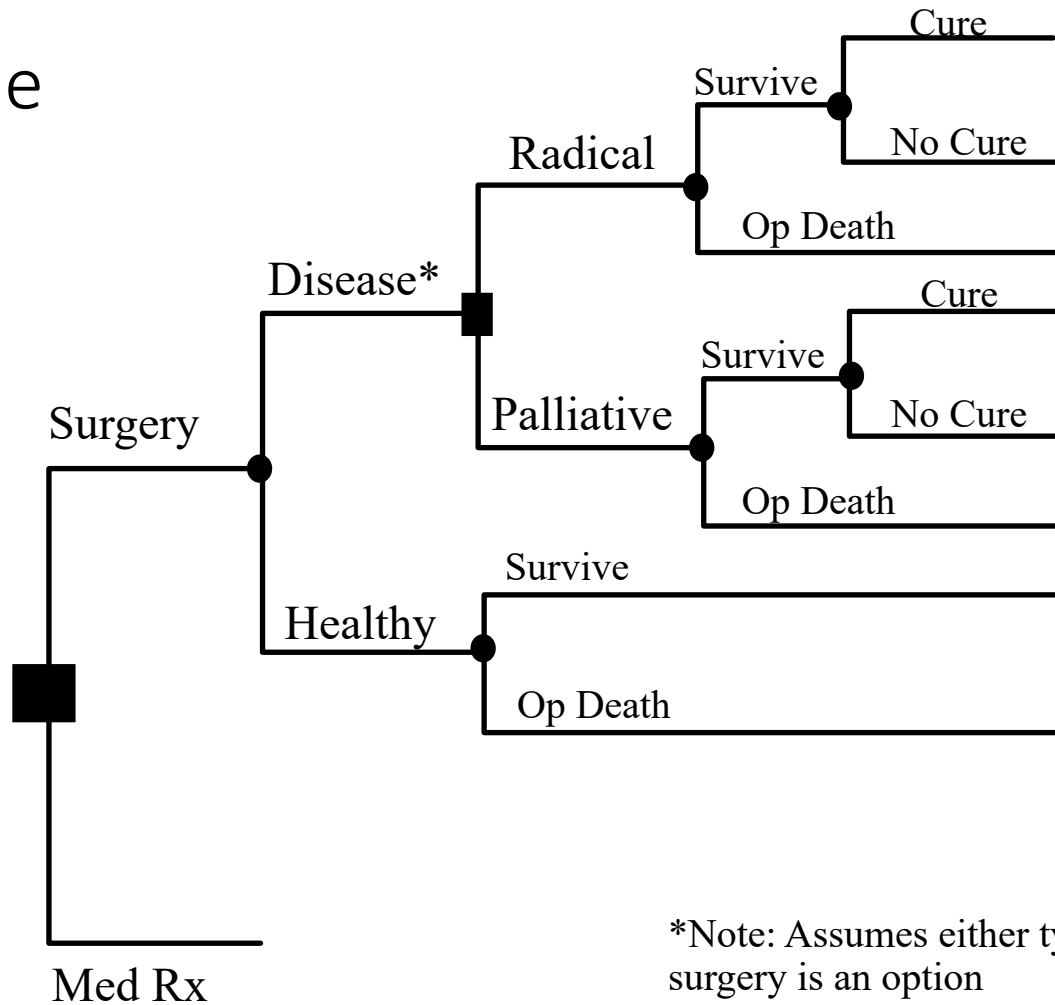 e
Cure
Survive
No Cure
Radical
Op Death
Disease*
Cure
Survive
No Cure
Palliative
Surgery
Op Death
Survive
Healthy
Op Death
*Note: Assumes either
surgery is an option
Med Rx